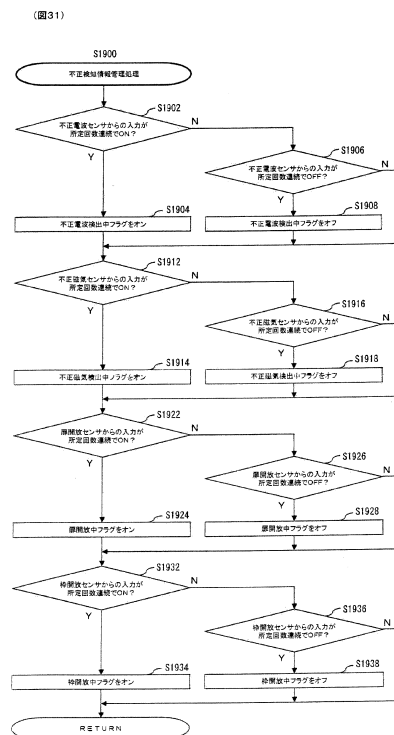 (図31)
S1900
不正検知情報管理処理
S1902
不正電波センサからの入力が
所定回数連続でON?
N
Y
S1906
不正電波センサからの入力が
所定回数連続でOFF?
N
Y
S1904
不正電波検出中フラグをオン
S1908
不正電波検出中フラグをオフ
S1912
不正磁気センサからの入力が
所定回数連続でON?
N
Y
S1916
不正磁気センサからの入力が
所定回数連続でOFF?
N
Y
S1914
不正磁気検出中フラグをオン
S1918
不正磁気検出中フラグをオフ
S1922
扉開放センサからの入力が
所定回数連続でON?
N
Y
S1926
扉開放センサからの入力が
所定回数連続でOFF?
N
Y
S1924
扉開放中フラグをオン
S1928
扉開放中フラグをオフ
S1932
枠開放センサからの入力が
所定回数連続でON?
N
Y
S1936
枠開放センサからの入力が
所定回数連続でOFF?
N
Y
S1934
枠開放中フラグをオン
S1938
枠開放中フラグをオフ
RETURN